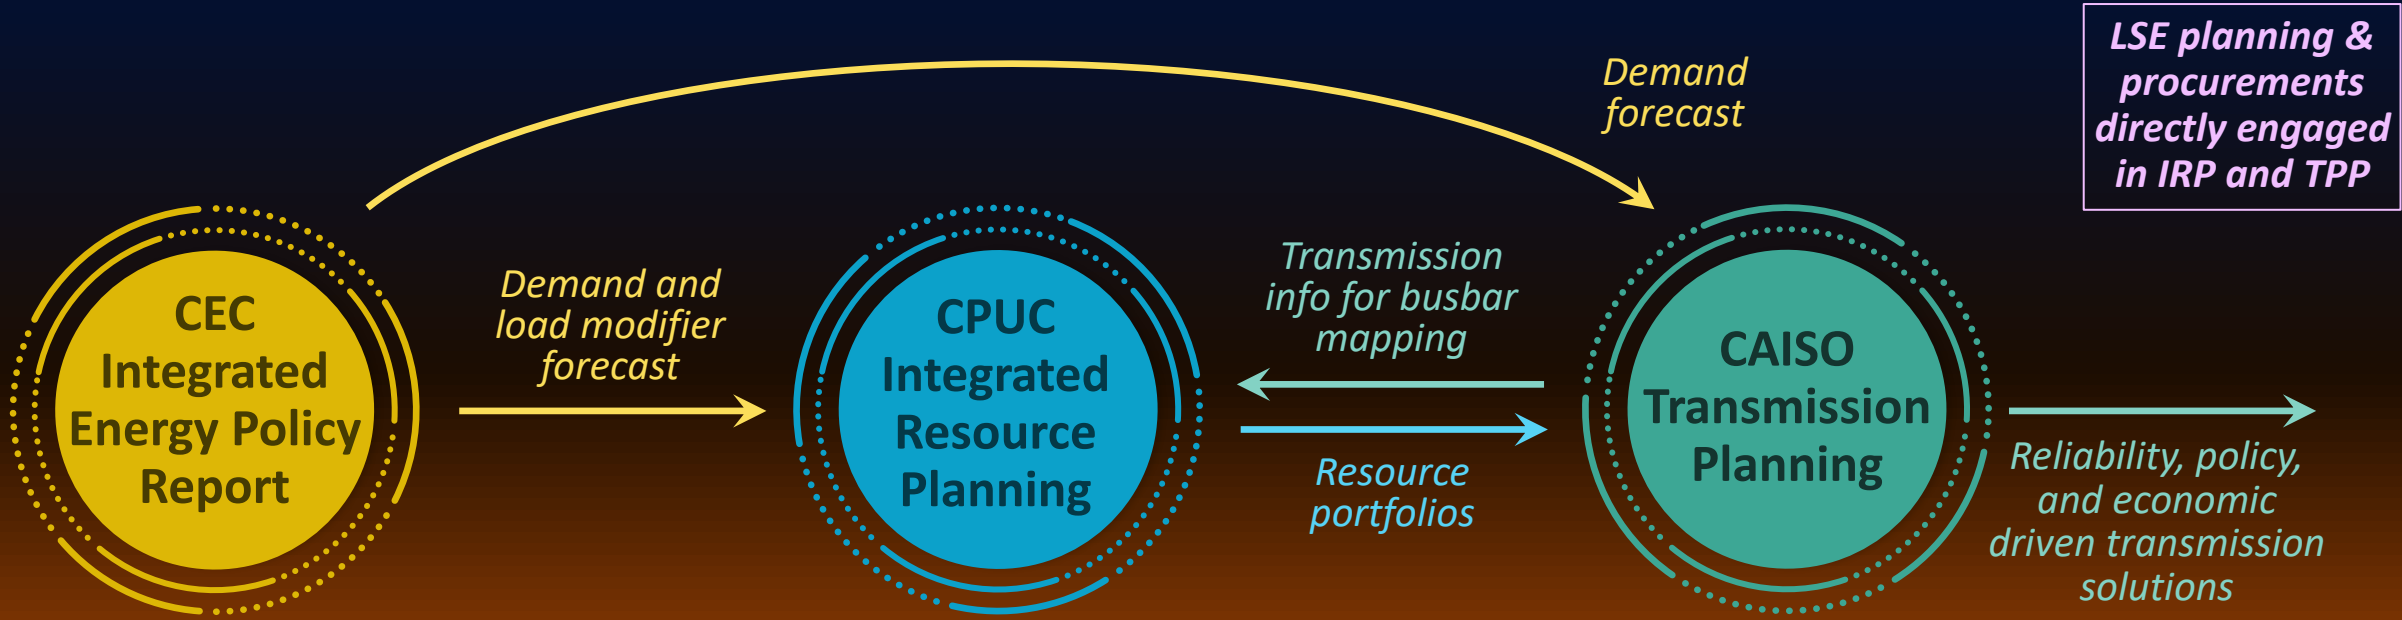 LSE planning &
procurements
directly engaged
in IRP and TPP
Demand
forecast
CEC
Integrated
Energy Policy
Report
Demand and
load modifier
forecast
CPUC
Integrated
Resource
Planning
Transmission
info for busbar
mapping
Resource
portfolios
CAISO
Transmission
Planning
Reliability, policy,
and economic
driven transmission
solutions